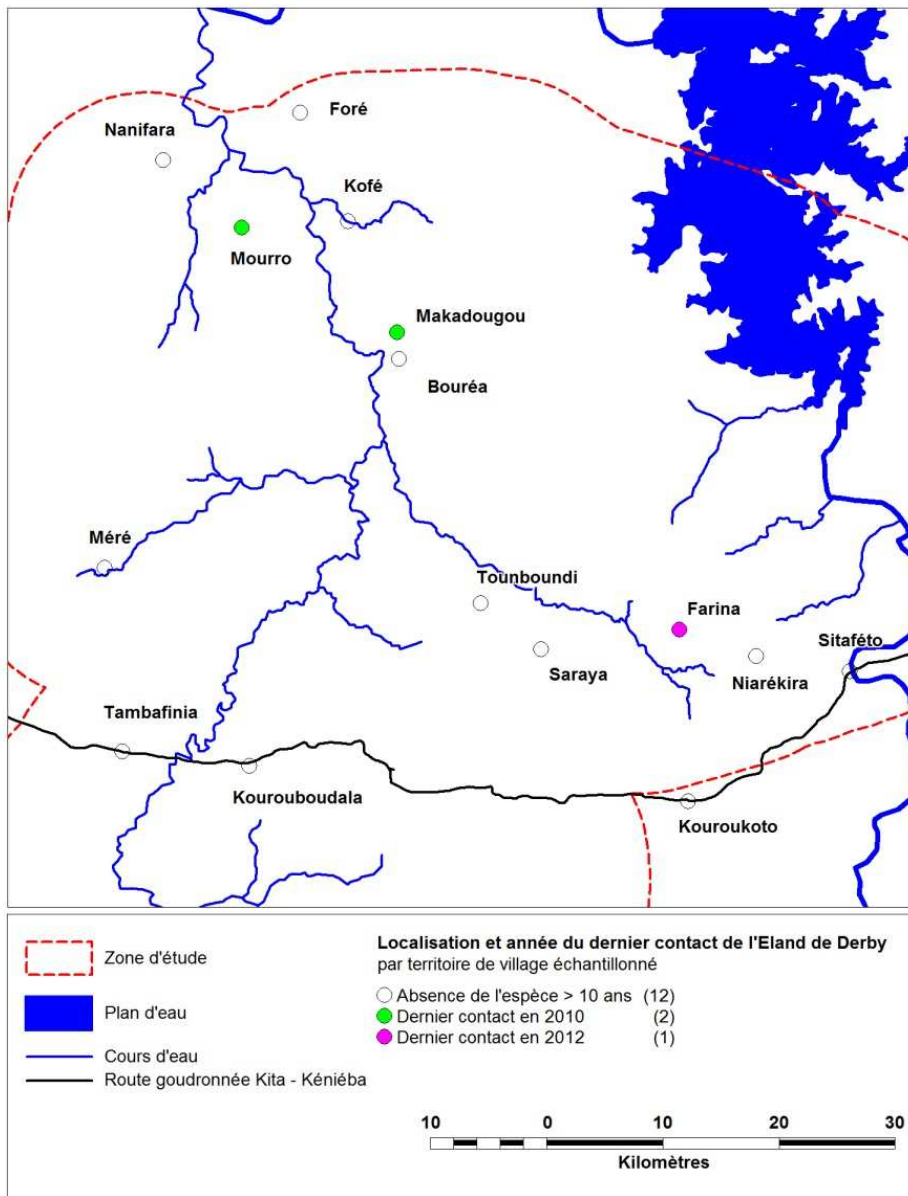 Foré
Nanifara
Kofé
Mourro
Makadougou
Bouréa
Méré
Tounboundi
Farina
Sitaféto
Saraya
Niarékira
Tambafinia
Kourouboudala
Kouroukoto
Zone d'étude
Plan d'eau
Cours d'eau
Route goudronnée Kita - Kéniéba
Localisation et année du dernier contact de l'Eland de Derby
par territoire de village échantillonné
Absence de l'espèce > 10 ans (12)
Dernier contact en 2010 (2)
Dernier contact en 2012 (1)
10 0 10 20 30
Kilomètres